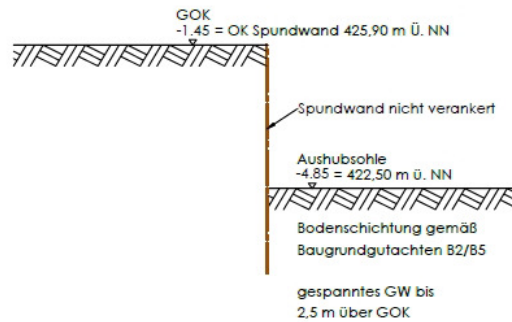 GOK
-1.45 = OK Spundwand 425,90 m Ü. NN
Spundwand nicht verankert
Aushubsohle
-4.85 = 422,50 m ü. NN
Bodenschichtung gemäß
Baugrundgutachten B2/B5
gespanntes GW bis
2,5 m über GOK